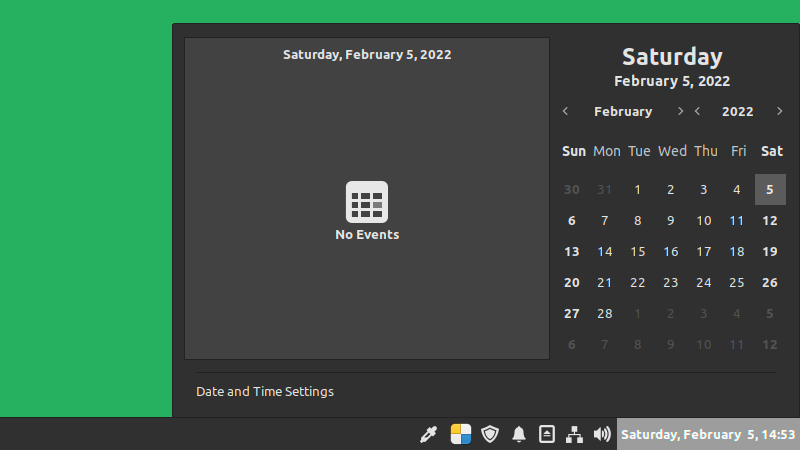 Saturday, February 5, 2022
No Events
Saturday
February 5, 2022
February 2022
Sun Mon Tue Wed Thu Fri Sat
30 31 1 2 3 4 5
6 7 8 9 10 11 12
13 14 15 16 17 18 19
20 21 22 23 24 25 26
27 28 1 2 3 4 5
6 7 8 9 10 11 12
Date and Time Settings
Saturday, February 5, 14:53